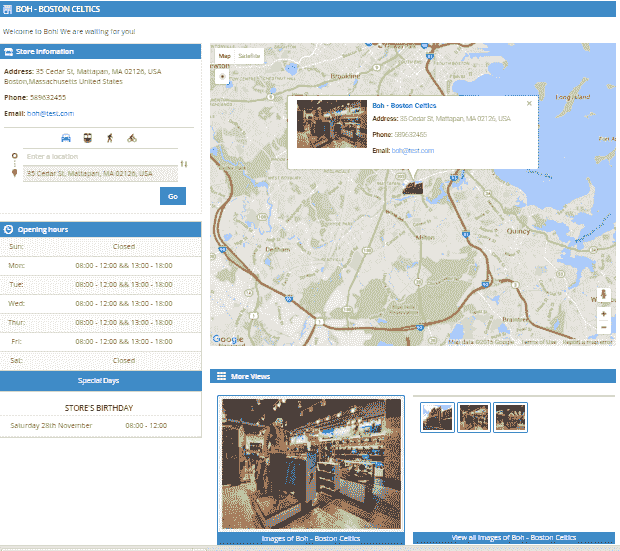 BOH - BOSTON CELTICS
Welcome to Boh! We are waiting for you!
Store Infomation
Address: 35 Cedar St, Mattapan, MA 02126, USA
Boston,Massachusetts United States
Phone: 589632455
Email: boh@test.com
Enter a location
35 Cedar St, Mattapan, MA 02126, USA
Go
Opening hours
Sun: Closed
Mon: 08:00 - 12:00 && 13:00 - 18:00
Tue: 08:00 - 12:00 && 13:00 - 18:00
Wed: 08:00 - 12:00 && 13:00 - 18:00
Thur: 08:00 - 12:00 && 13:00 - 18:00
Fri: 08:00 - 12:00 && 13:00 - 18:00
Sat: Closed
Special Days
STORE'S BIRTHDAY
Saturday 28th November 08:00 - 12:00
Map Satellite
Brookline
Long Island
Boh - Boston Celtics
Address: 35 Cedar St, Mattapan, MA 02126, USA
Phone: 589632455
Email: boh@test.com
Dedham
Milton
Quincy
Braintree
Google
Map data ©2015 Google Terms of Use Report a map error
More Views
Images of Boh - Boston Celtics
View all images of Boh - Boston Celtics